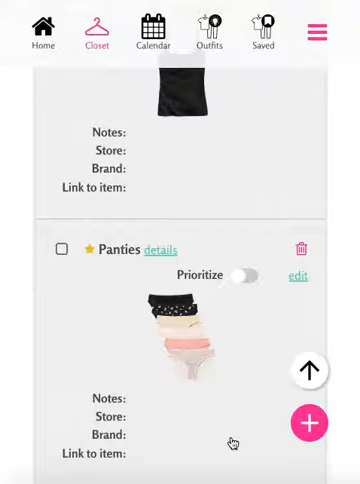 Home Closet Calendar Outfits Saved
Notes:
Store:
Brand:
Link to item:
Panties details
Prioritize edit
Notes:
Store:
Brand:
Link to item: